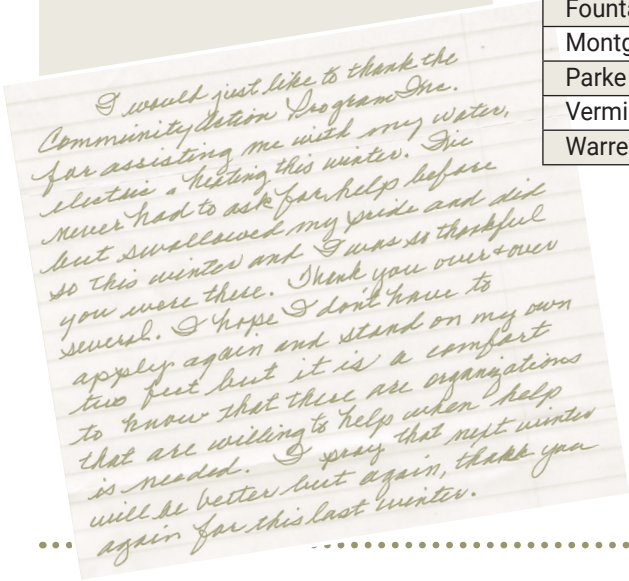 Founta
Montg
Parke
Vermi
Warre
I would just like to thank the
Community Action Program Inc.
for assisting me with my water,
electric & heating this winter. I've
never had to ask for help before
but swallowed my pride and did
so this winter and I was so thankful
you were there. Thank you over & over
several. I hope I don't have to
apply again and stand on my own
two feet but it is a comfort
to know that there are organizations
that are willing to help when help
is needed. I pray that next winter
will be better but again, thank you
again for this last winter.